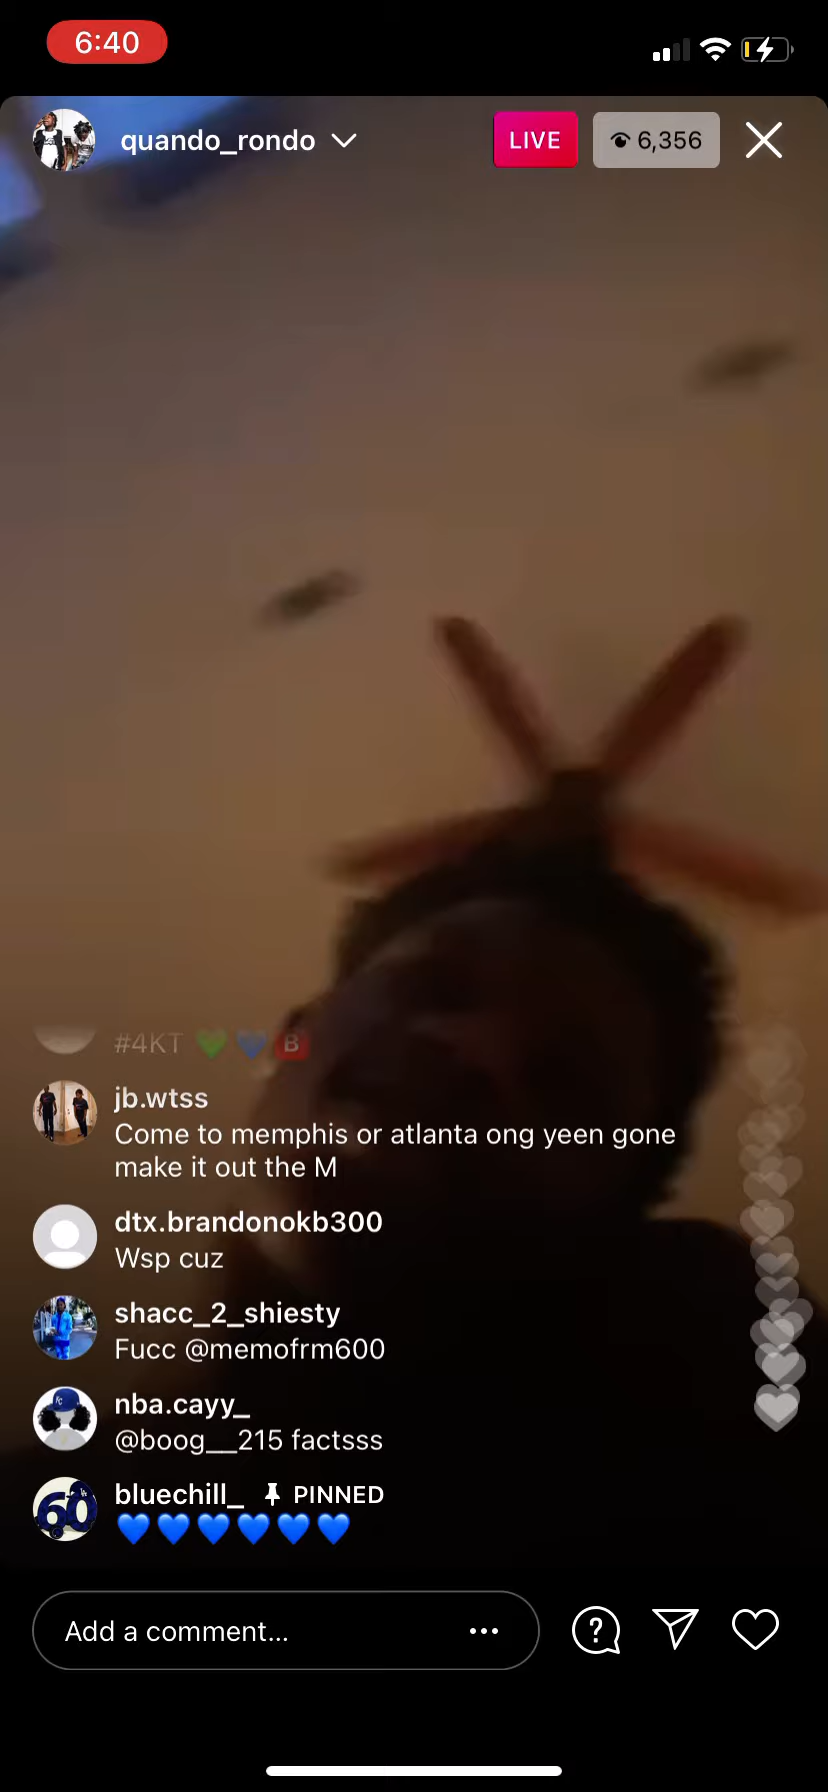 6:40
quando_rondo
LIVE
6,356
#4KT 💚 💙 🅱️
jb.wtss
Come to memphis or atlanta ong yeen gone
make it out the M
dtx.brandonokb300
Wsp cuz
shacc_2_shiesty
Fucc @memofrm600
nba.cayy_
@boog__215 factsss
bluechill_ PINNED
💙💙💙💙💙💙
Add a comment...